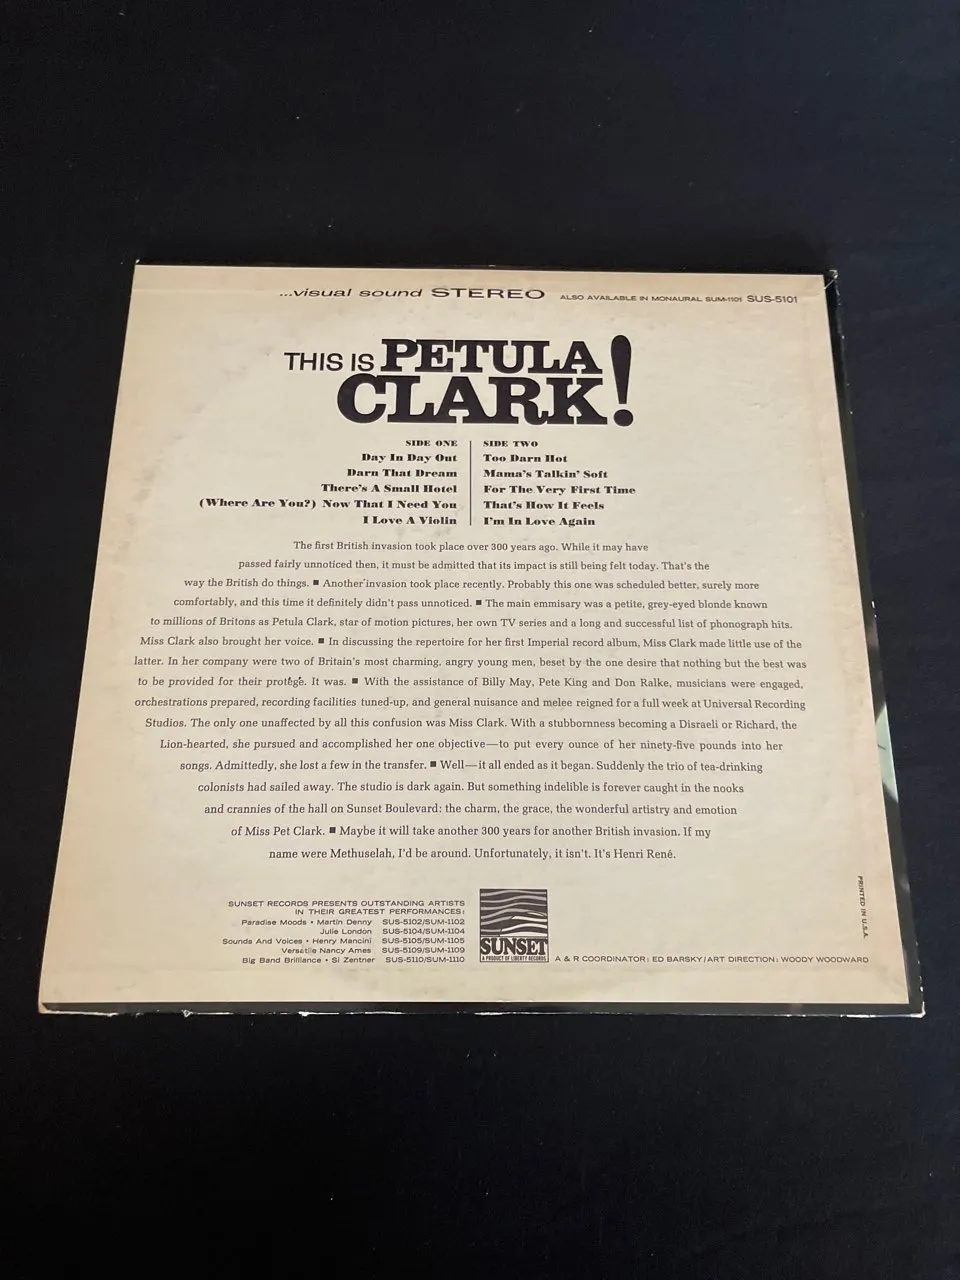 ...visual sound STEREO ALSO AVAILABLE IN MONAURAL SUM-1101 SUS-5101
THIS IS PETULA
CLARK!
SIDE ONE
Day In Day Out
Darn That Dream
There's A Small Hotel
(Where Are You?) Now That I Need You
I Love A Violin
SIDE TWO
Too Darn Hot
Mama's Talkin' Soft
For The Very First Time
That's How It Feels
I'm In Love Again
The first British invasion took place over 300 years ago. While it may have
passed fairly unnoticed then, it must be admitted that its impact is still being felt today. That's the
way the British do things. ■ Another invasion took place recently. Probably this one was scheduled better, surely more
comfortably, and this time it definitely didn't pass unnoticed. ■ The main emmisary was a petite, grey-eyed blonde known
to millions of Britons as Petula Clark, star of motion pictures, her own TV series and a long and successful list of phonograph hits.
Miss Clark also brought her voice. ■ In discussing the repertoire for her first Imperial record album, Miss Clark made little use of the
latter. In her company were two of Britain's most charming, angry young men, beset by the one desire that nothing but the best was
to be provided for their protégé. It was. ■ With the assistance of Billy May, Pete King and Don Ralke, musicians were engaged,
orchestrations prepared, recording facilities tuned-up, and general nuisance and melee reigned for a full week at Universal Recording
Studios. The only one unaffected by all this confusion was Miss Clark. With a stubbornness becoming a Disraeli or Richard, the
Lion-hearted, she pursued and accomplished her one objective—to put every ounce of her ninety-five pounds into her
songs. Admittedly, she lost a few in the transfer. ■ Well—it all ended as it began. Suddenly the trio of tea-drinking
colonists had sailed away. The studio is dark again. But something indelible is forever caught in the nooks
and crannies of the hall on Sunset Boulevard: the charm, the grace, the wonderful artistry and emotion
of Miss Pet Clark. ■ Maybe it will take another 300 years for another British invasion. If my
name were Methuselah, I'd be around. Unfortunately, it isn't. It's Henri René.
SUNSET RECORDS PRESENTS OUTSTANDING ARTISTS
IN THEIR GREATEST PERFORMANCES:
Paradise Moods • Martin Denny SUS-5102/SUM-1102
Julie London SUS-5104/SUM-1104
Sounds And Voices • Henry Mancini SUS-5105/SUM-1105
Versatile Nancy Ames SUS-5109/SUM-1109
Big Band Brilliance • Si Zentner SUS-5110/SUM-1110
SUNSET
A PRODUCT OF LIBERTY RECORDS
A & R COORDINATOR: ED BARSKY/ART DIRECTION: WOODY WOODWARD
PRINTED IN U.S.A.